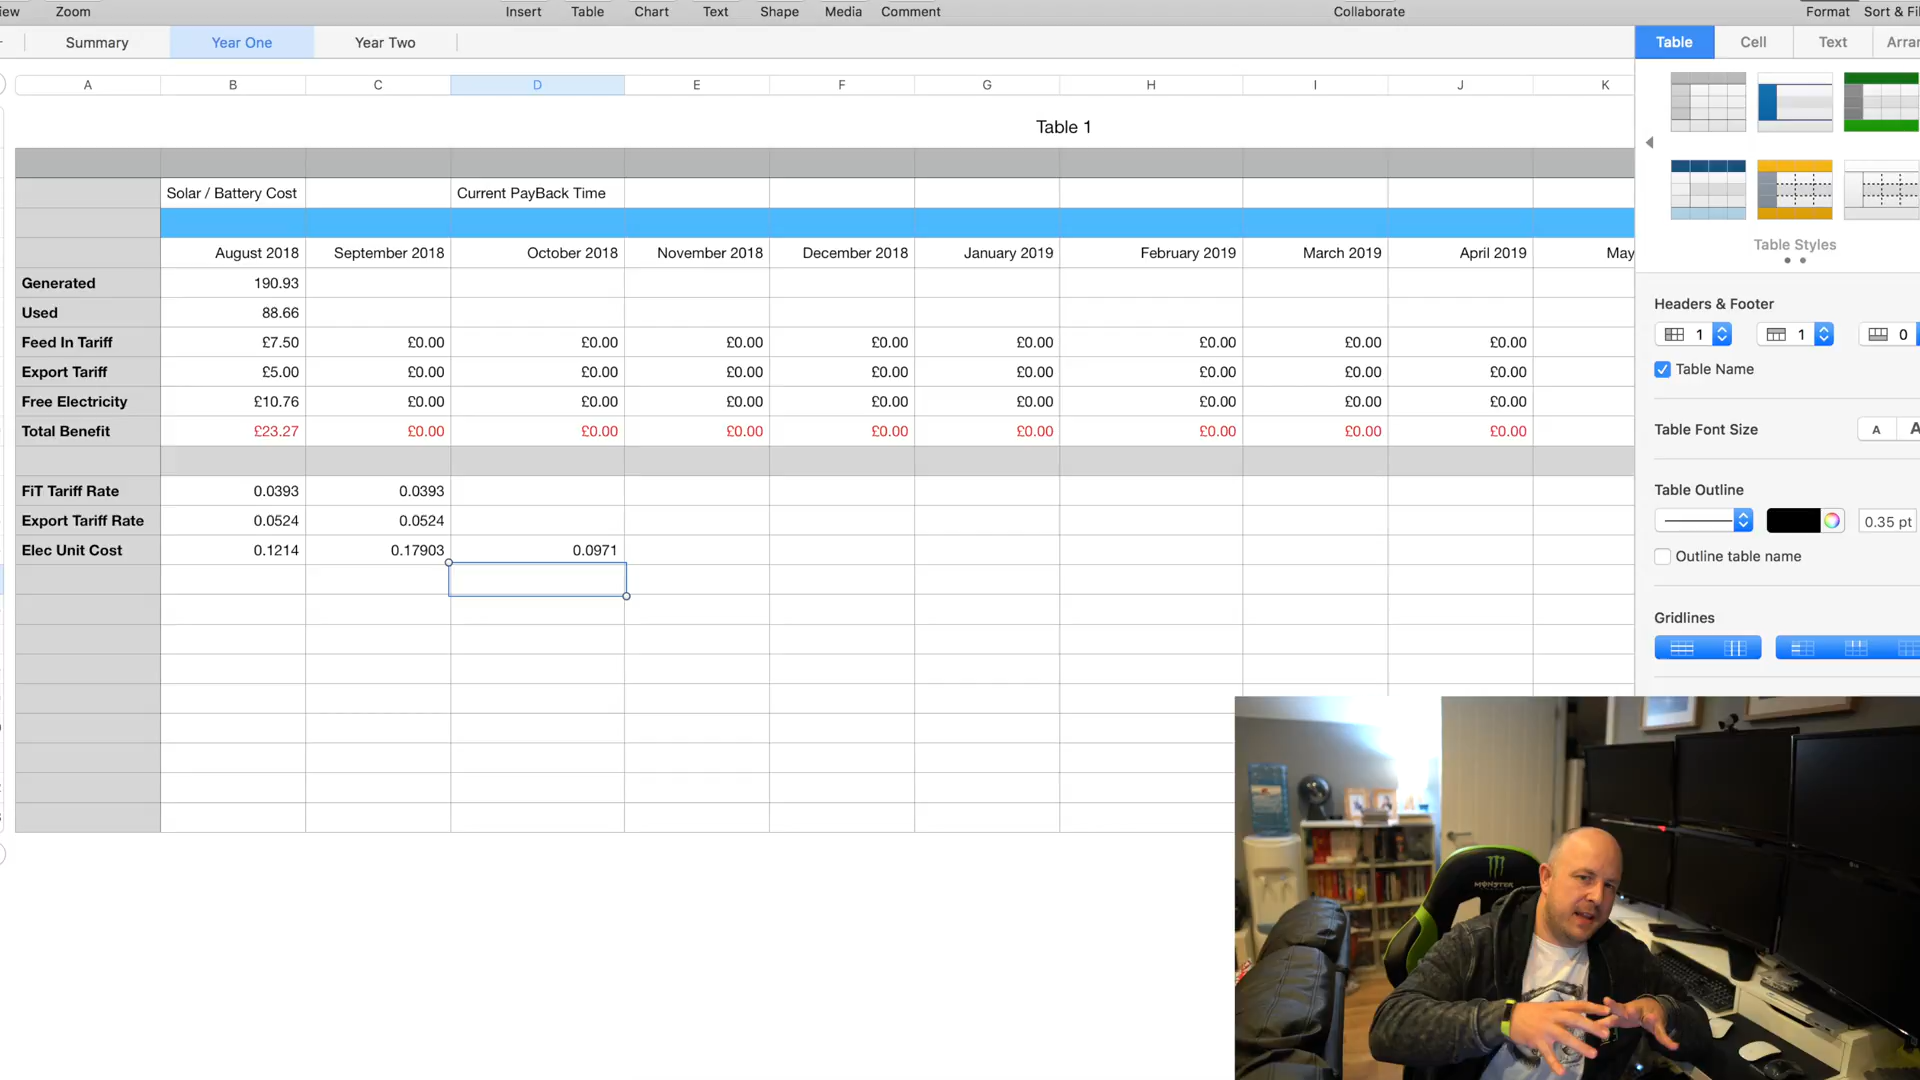 iew Zoom Insert Table Chart Text Shape Media Comment Collaborate Format Sort & Fil
Summary Year One Year Two Table Cell Text Arran
A B C D E F G H I J K
Table 1
Solar / Battery Cost Current PayBack Time
August 2018 September 2018 October 2018 November 2018 December 2018 January 2019 February 2019 March 2019 April 2019 May
Generated 190.93
Used 88.66
Feed In Tariff £7.50 £0.00 £0.00 £0.00 £0.00 £0.00 £0.00 £0.00 £0.00
Export Tariff £5.00 £0.00 £0.00 £0.00 £0.00 £0.00 £0.00 £0.00 £0.00
Free Electricity £10.76 £0.00 £0.00 £0.00 £0.00 £0.00 £0.00 £0.00 £0.00
Total Benefit £23.27 £0.00 £0.00 £0.00 £0.00 £0.00 £0.00 £0.00 £0.00
FiT Tariff Rate 0.0393 0.0393
Export Tariff Rate 0.0524 0.0524
Elec Unit Cost 0.1214 0.17903 0.0971
Table Styles
Headers & Footer
1 1 0
Table Name
Table Font Size A A
Table Outline
0.35 pt
Outline table name
Gridlines
MONSTER